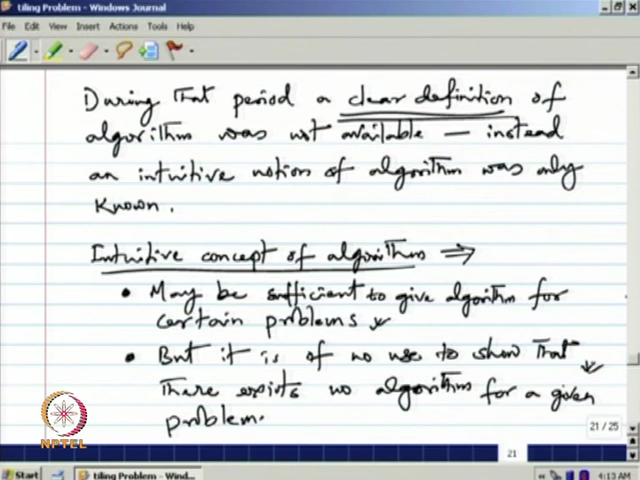 tiling Problem - Windows Journal
File Edit View Insert Actions Tools Help
During that period a clear definition of
algorithm was not available — instead
an intuitive notion of algorithm was only
known.
Intuitive concept of algorithm ⇒
• May be sufficient to give algorithm for
certain problems
• But it is of no use to show that
there exists no algorithm for a given
problem.
NPTEL
21 / 25
21
Start
tiling Problem - Wind...
4:13 AM